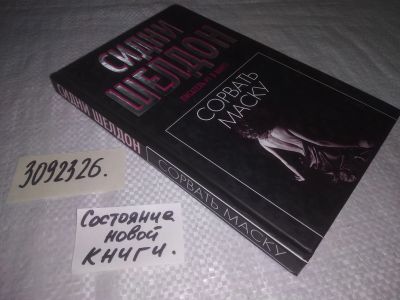 СИДНИ
ШЕЛДОН
СОРВАТЬ
МАСКУ
СИДНИ ШЕЛДОН
СОРВАТЬ МАСКУ
3092326.
Состояние
новой
книги.